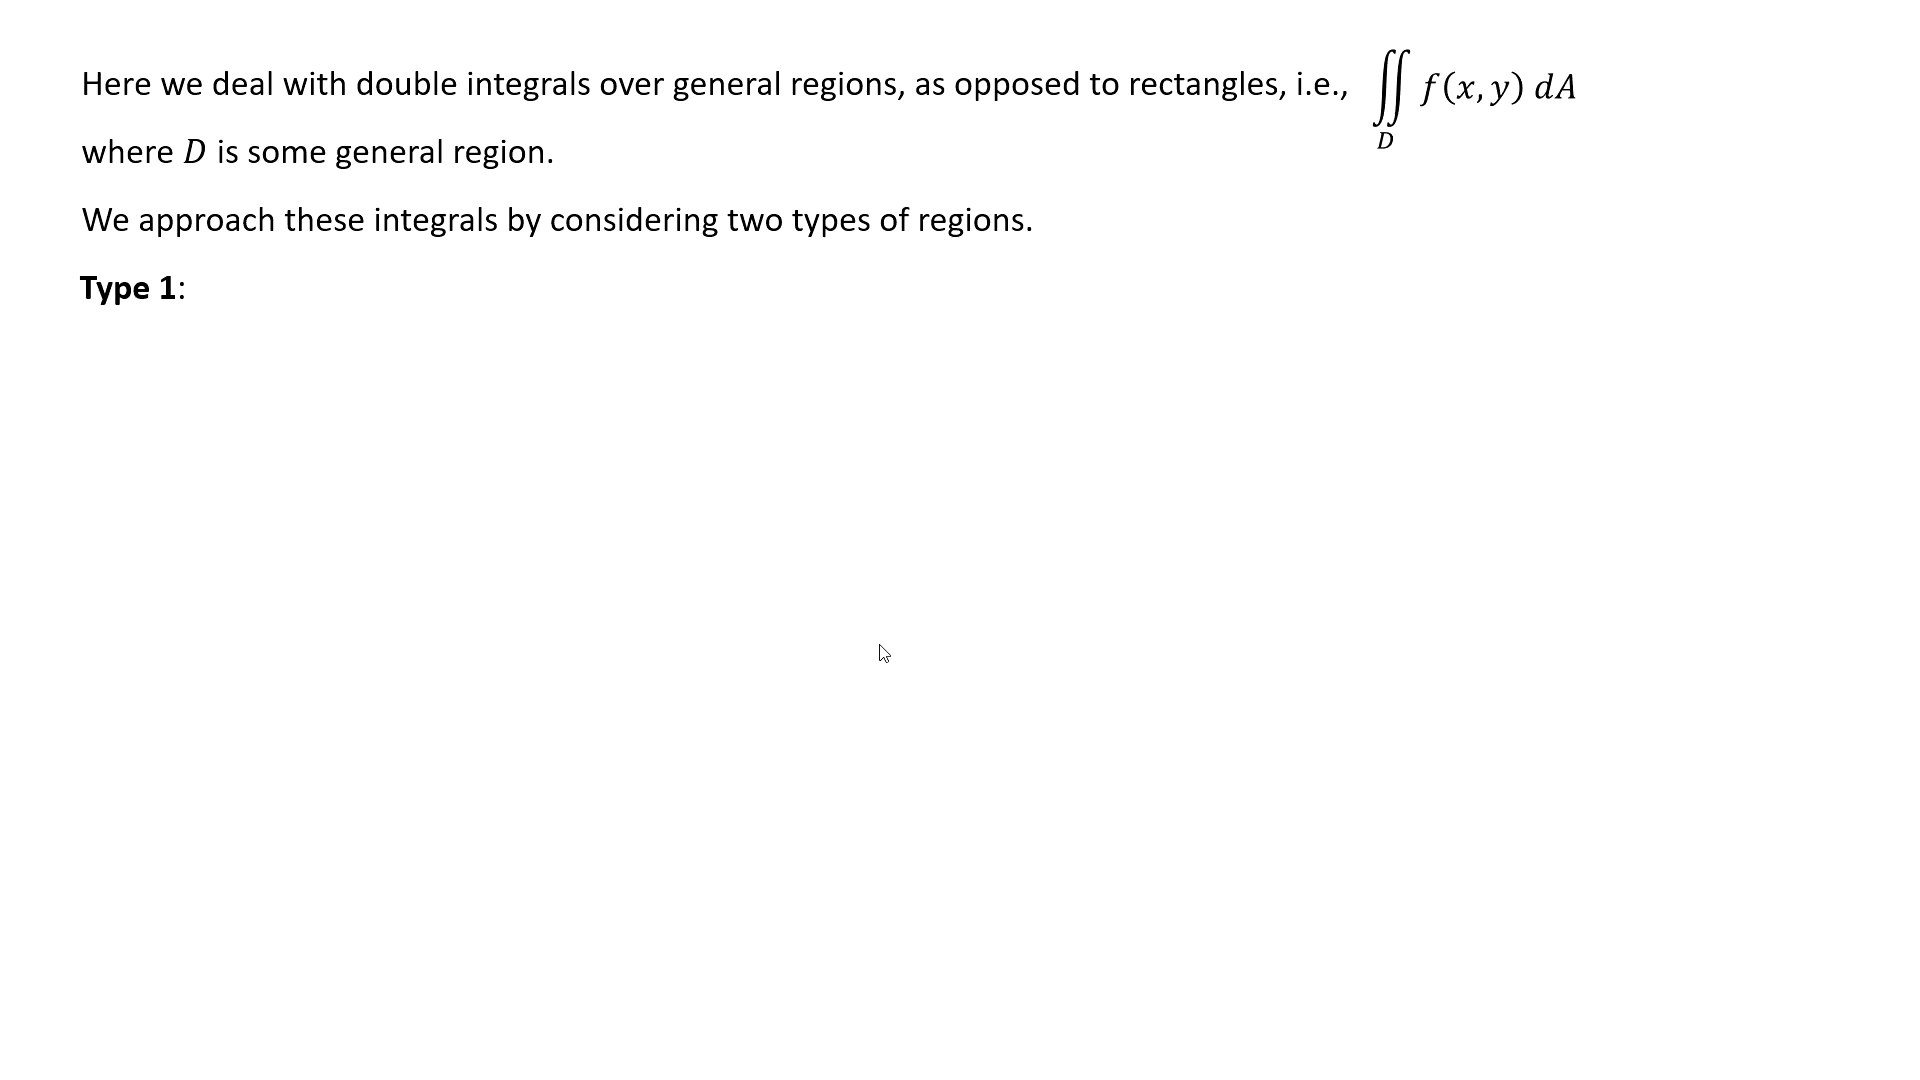 Here we deal with double integrals over general regions, as opposed to rectangles, i.e., ∬_D f(x, y) dA
where D is some general region.
We approach these integrals by considering two types of regions.
Type 1: